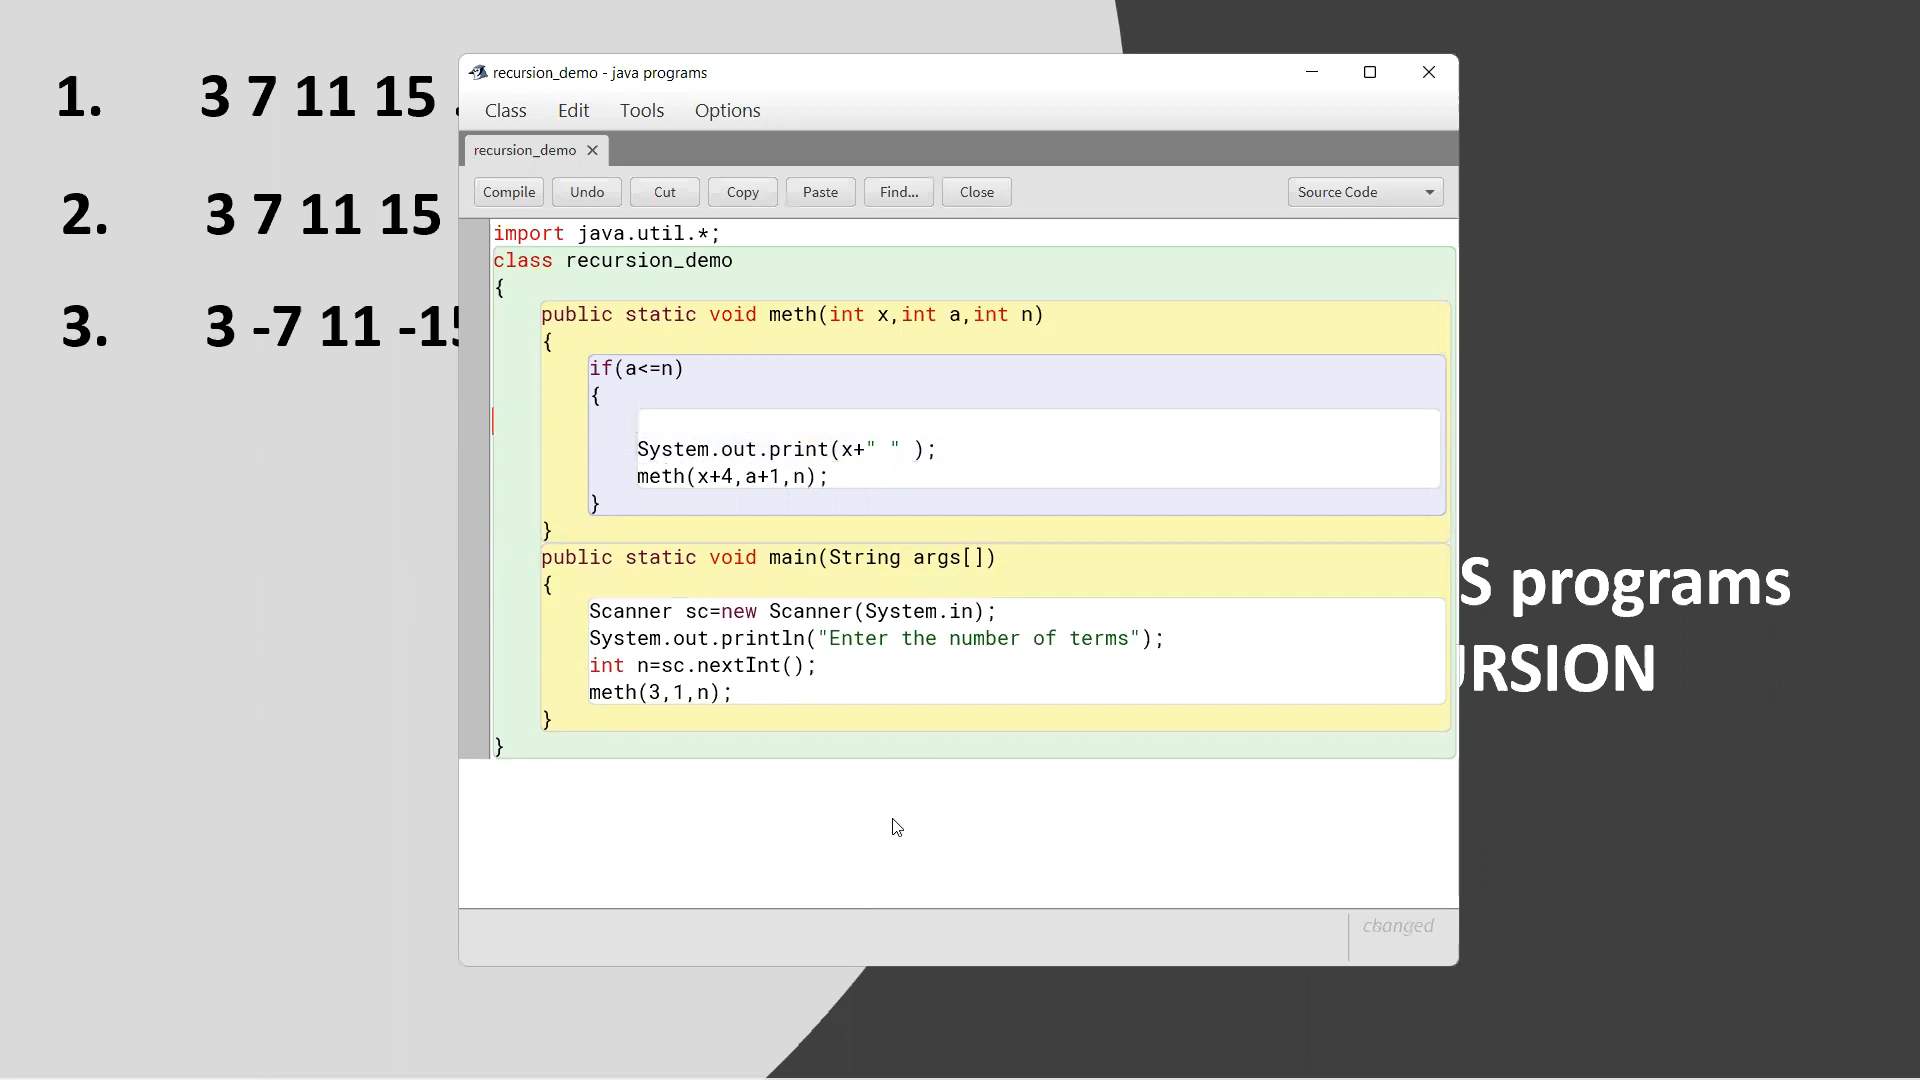 1. 3 7 11 15 .
2. 3 7 11 15
3. 3 -7 11 -15
recursion_demo - java programs
Class Edit Tools Options
recursion_demo
Compile Undo Cut Copy Paste Find... Close Source Code
import java.util.*;
class recursion_demo
{
public static void meth(int x,int a,int n)
{
if(a<=n)
{
System.out.print(x+" " );
meth(x+4,a+1,n);
}
}
public static void main(String args[])
{
Scanner sc=new Scanner(System.in);
System.out.println("Enter the number of terms");
int n=sc.nextInt();
meth(3,1,n);
}
}
changed
S programs
URSION